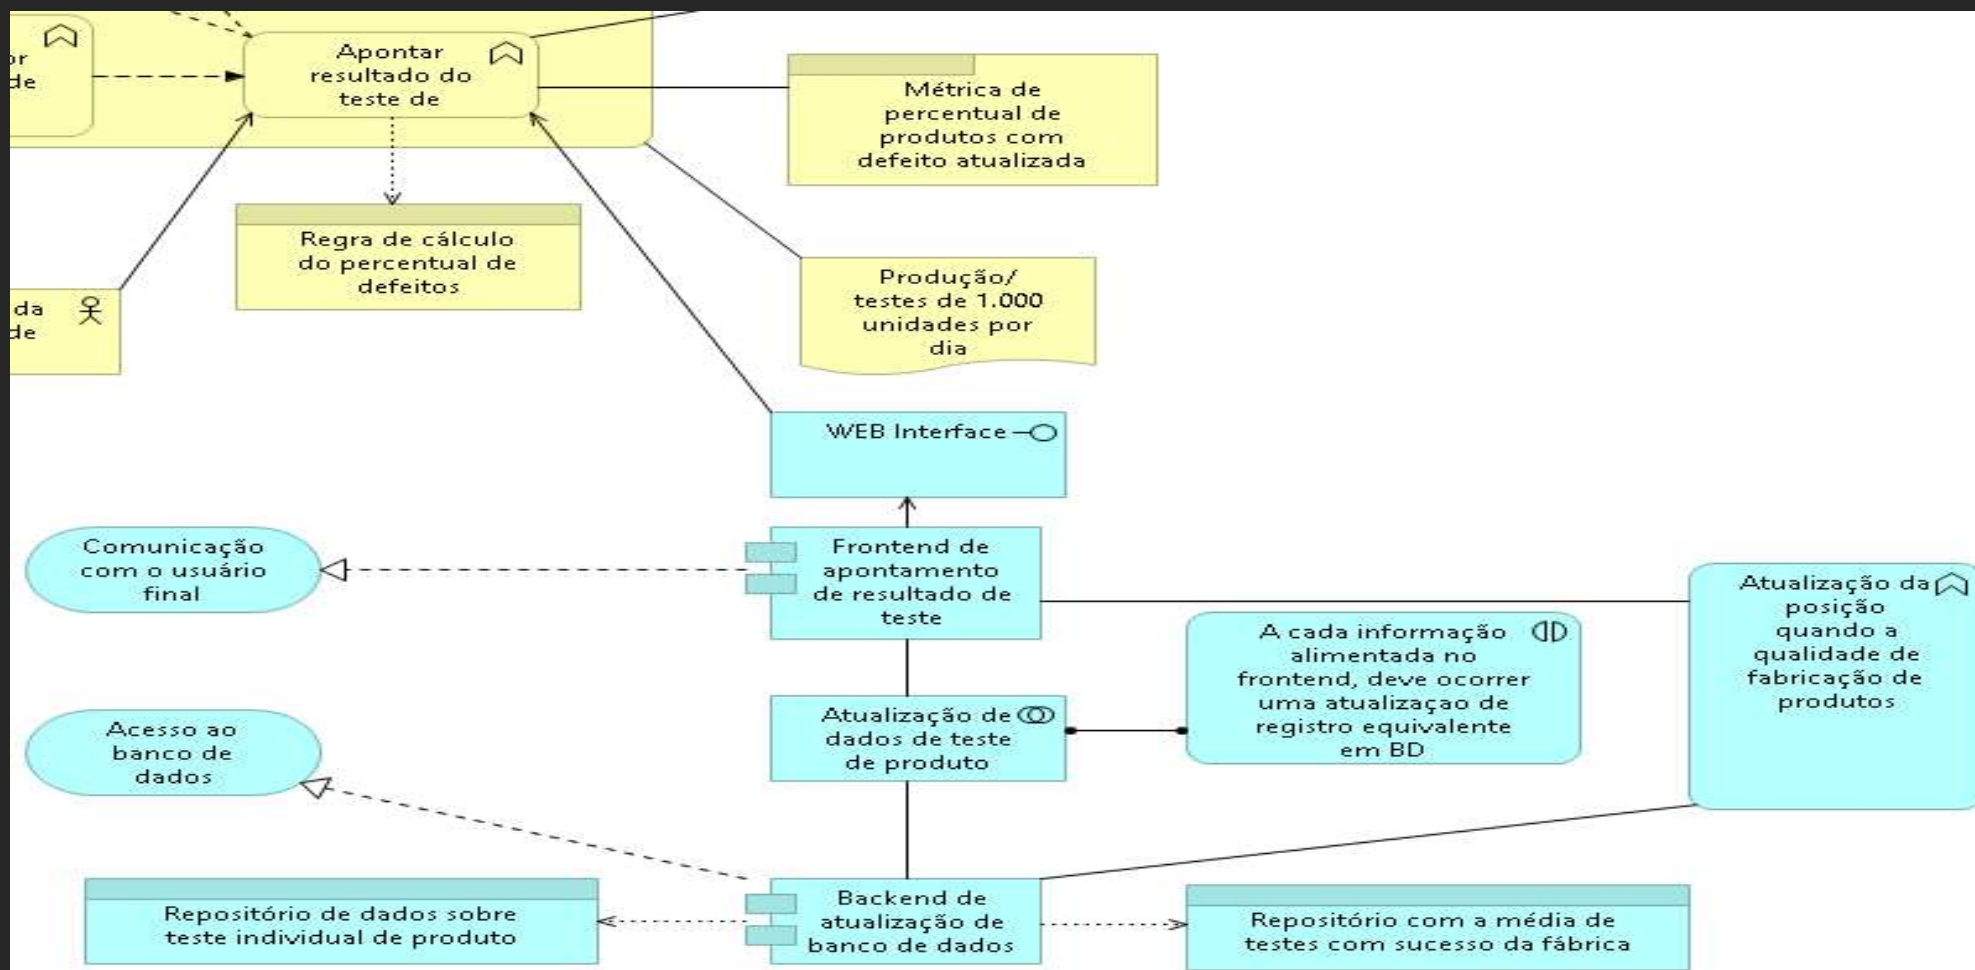 or
de
Apontar
resultado do
teste de
Métrica de
percentual de
produtos com
defeito atualizada
Regra de cálculo
do percentual de
defeitos
da
de
Produção/
testes de 1.000
unidades por
dia
WEB Interface
Comunicação
com o usuário
final
Frontend de
apontamento
de resultado de
teste
Atualização da
posição
quando a
qualidade de
fabricação de
produtos
A cada informação
alimentada no
frontend, deve ocorrer
uma atualizaçao de
registro equivalente
em BD
Acesso ao
banco de
dados
Atualização de
dados de teste
de produto
Repositório de dados sobre
teste individual de produto
Backend de
atualização de
banco de dados
Repositório com a média de
testes com sucesso da fábrica